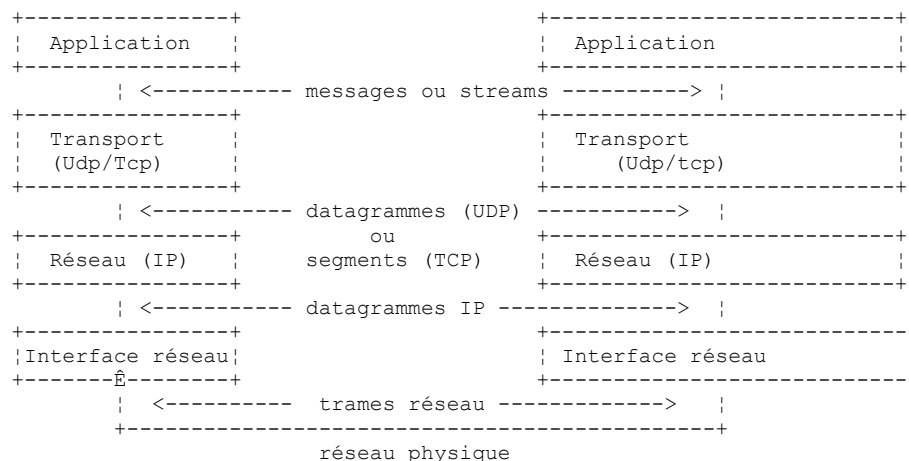 Application Application
messages ou streams
Transport Transport
(Udp/Tcp) (Udp/tcp)
datagrammes (UDP)
ou
Réseau (IP) segments (TCP) Réseau (IP)
datagrammes IP
Interface réseau Interface réseau
Ê
trames réseau
réseau physique